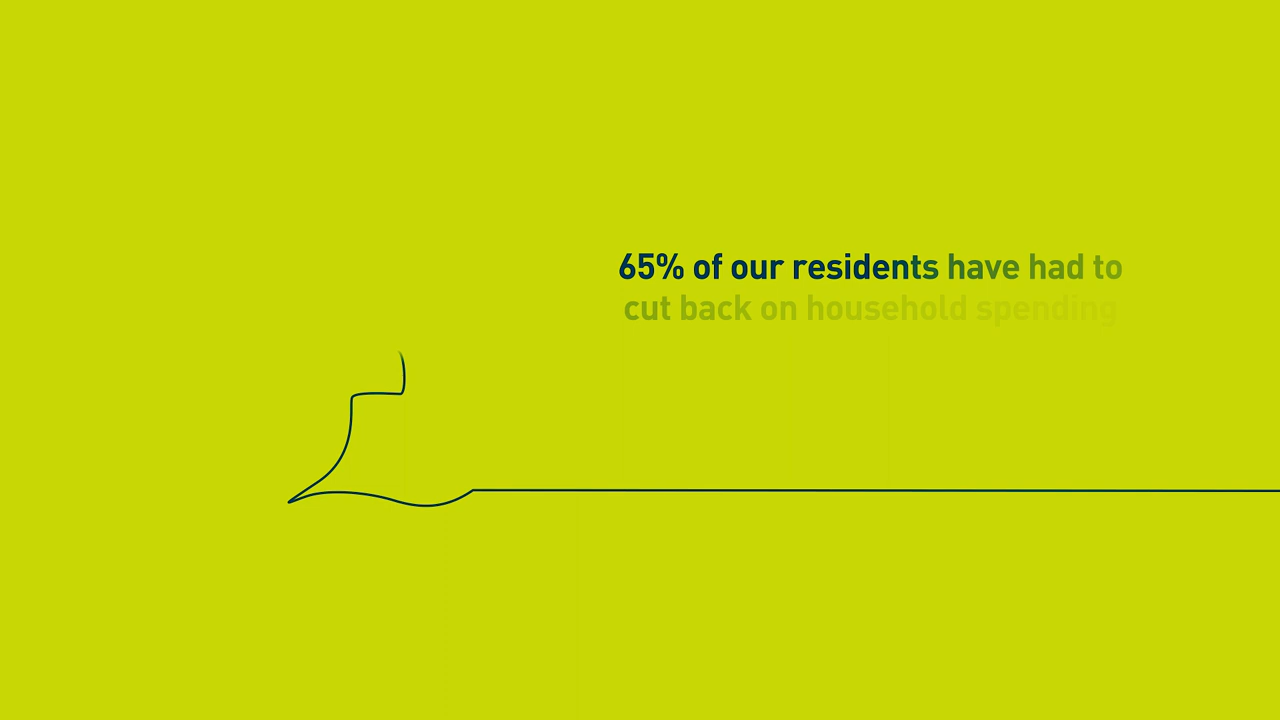 65% of our residents have had to
cut back on household spending